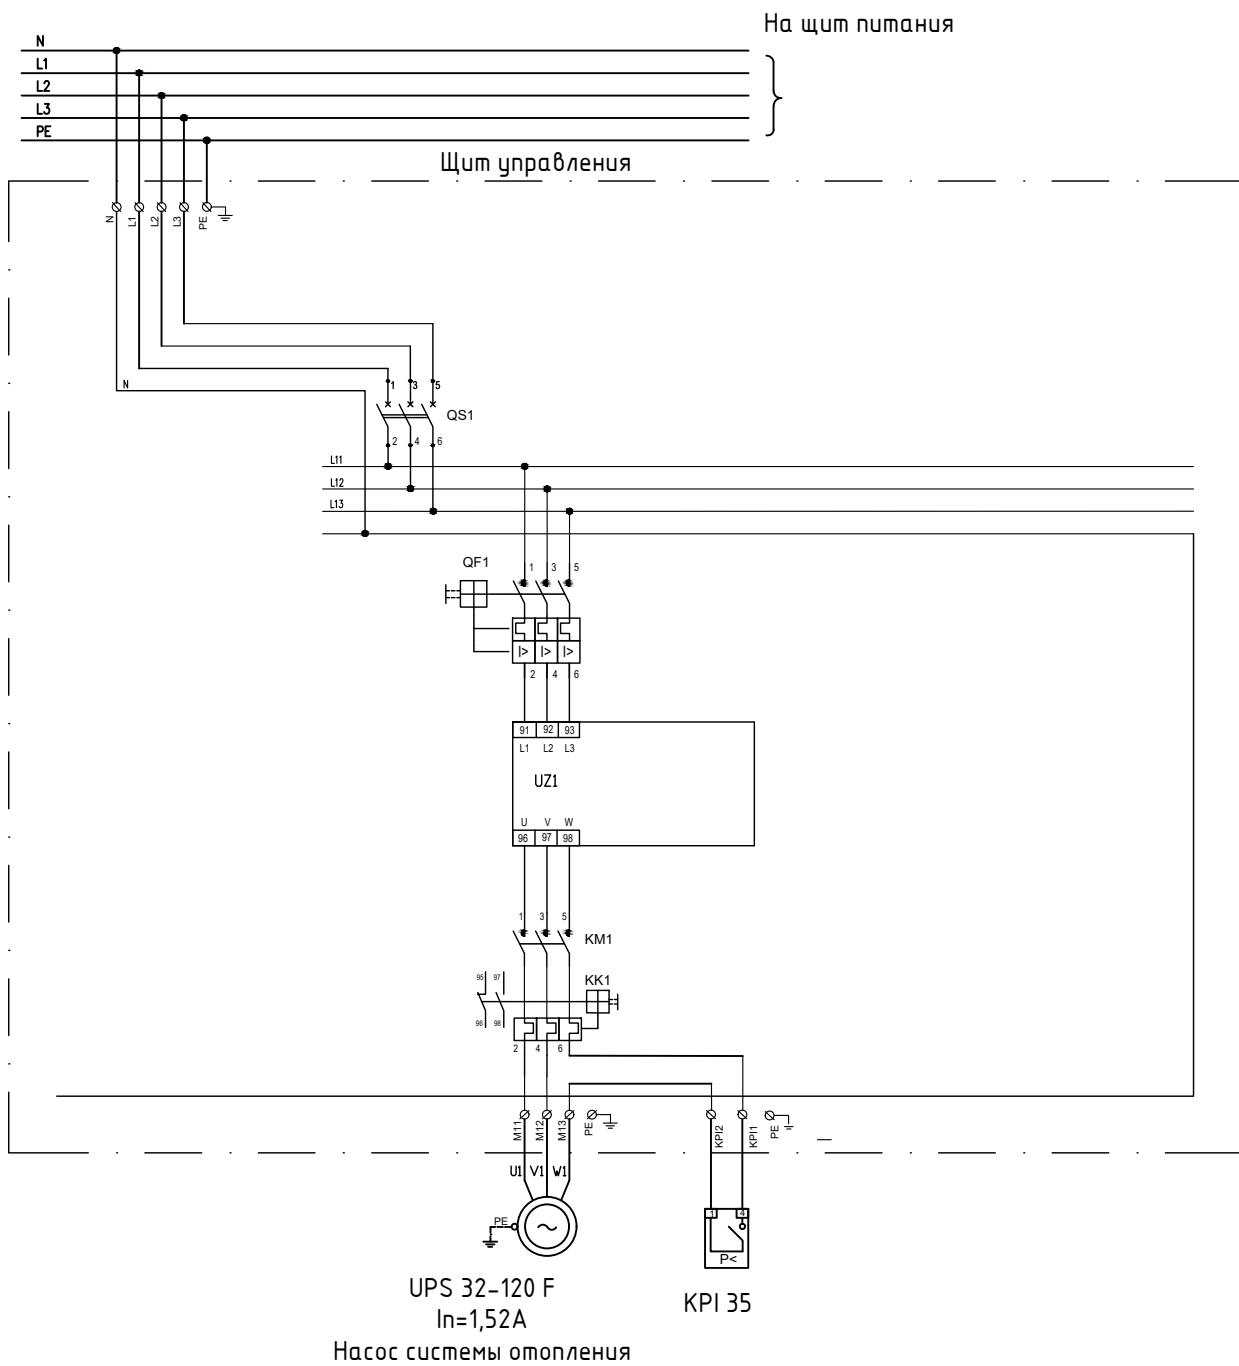 На щит питания
N
L1
L2
L3
PE
Щит управления
N
L1
L2
L3
PE
N
1 3 5
QS1
2 4 6
L11
L12
L13
QF1
1 3 5
I> I> I>
2 4 6
91 92 93
L1 L2 L3
UZ1
U V W
96 97 98
1 3 5
KM1
95 97
KK1
96 98
2 4 6
M11
M12
M13
PE
KPI2
KPI1
PE
U1 V1 W1
PE
1 4
P<
UPS 32-120 F
In=1,52A
Насос системы отопления
KPI 35